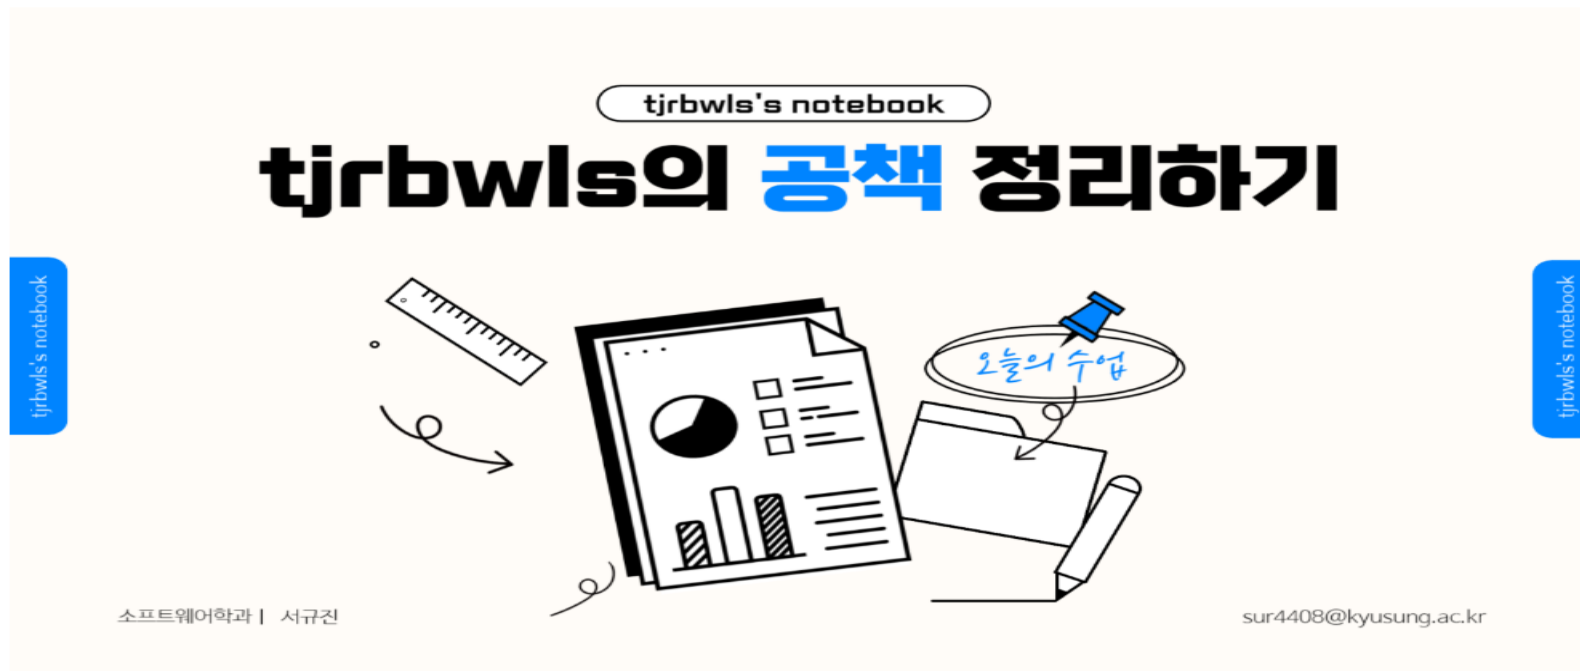 tjrbwls's notebook
tjrbwls의 공책 정리하기
tjrbwls's notebook
tjrbwls's notebook
오늘의 수업
소프트웨어학과 | 서규진
sur4408@kyusung.ac.kr